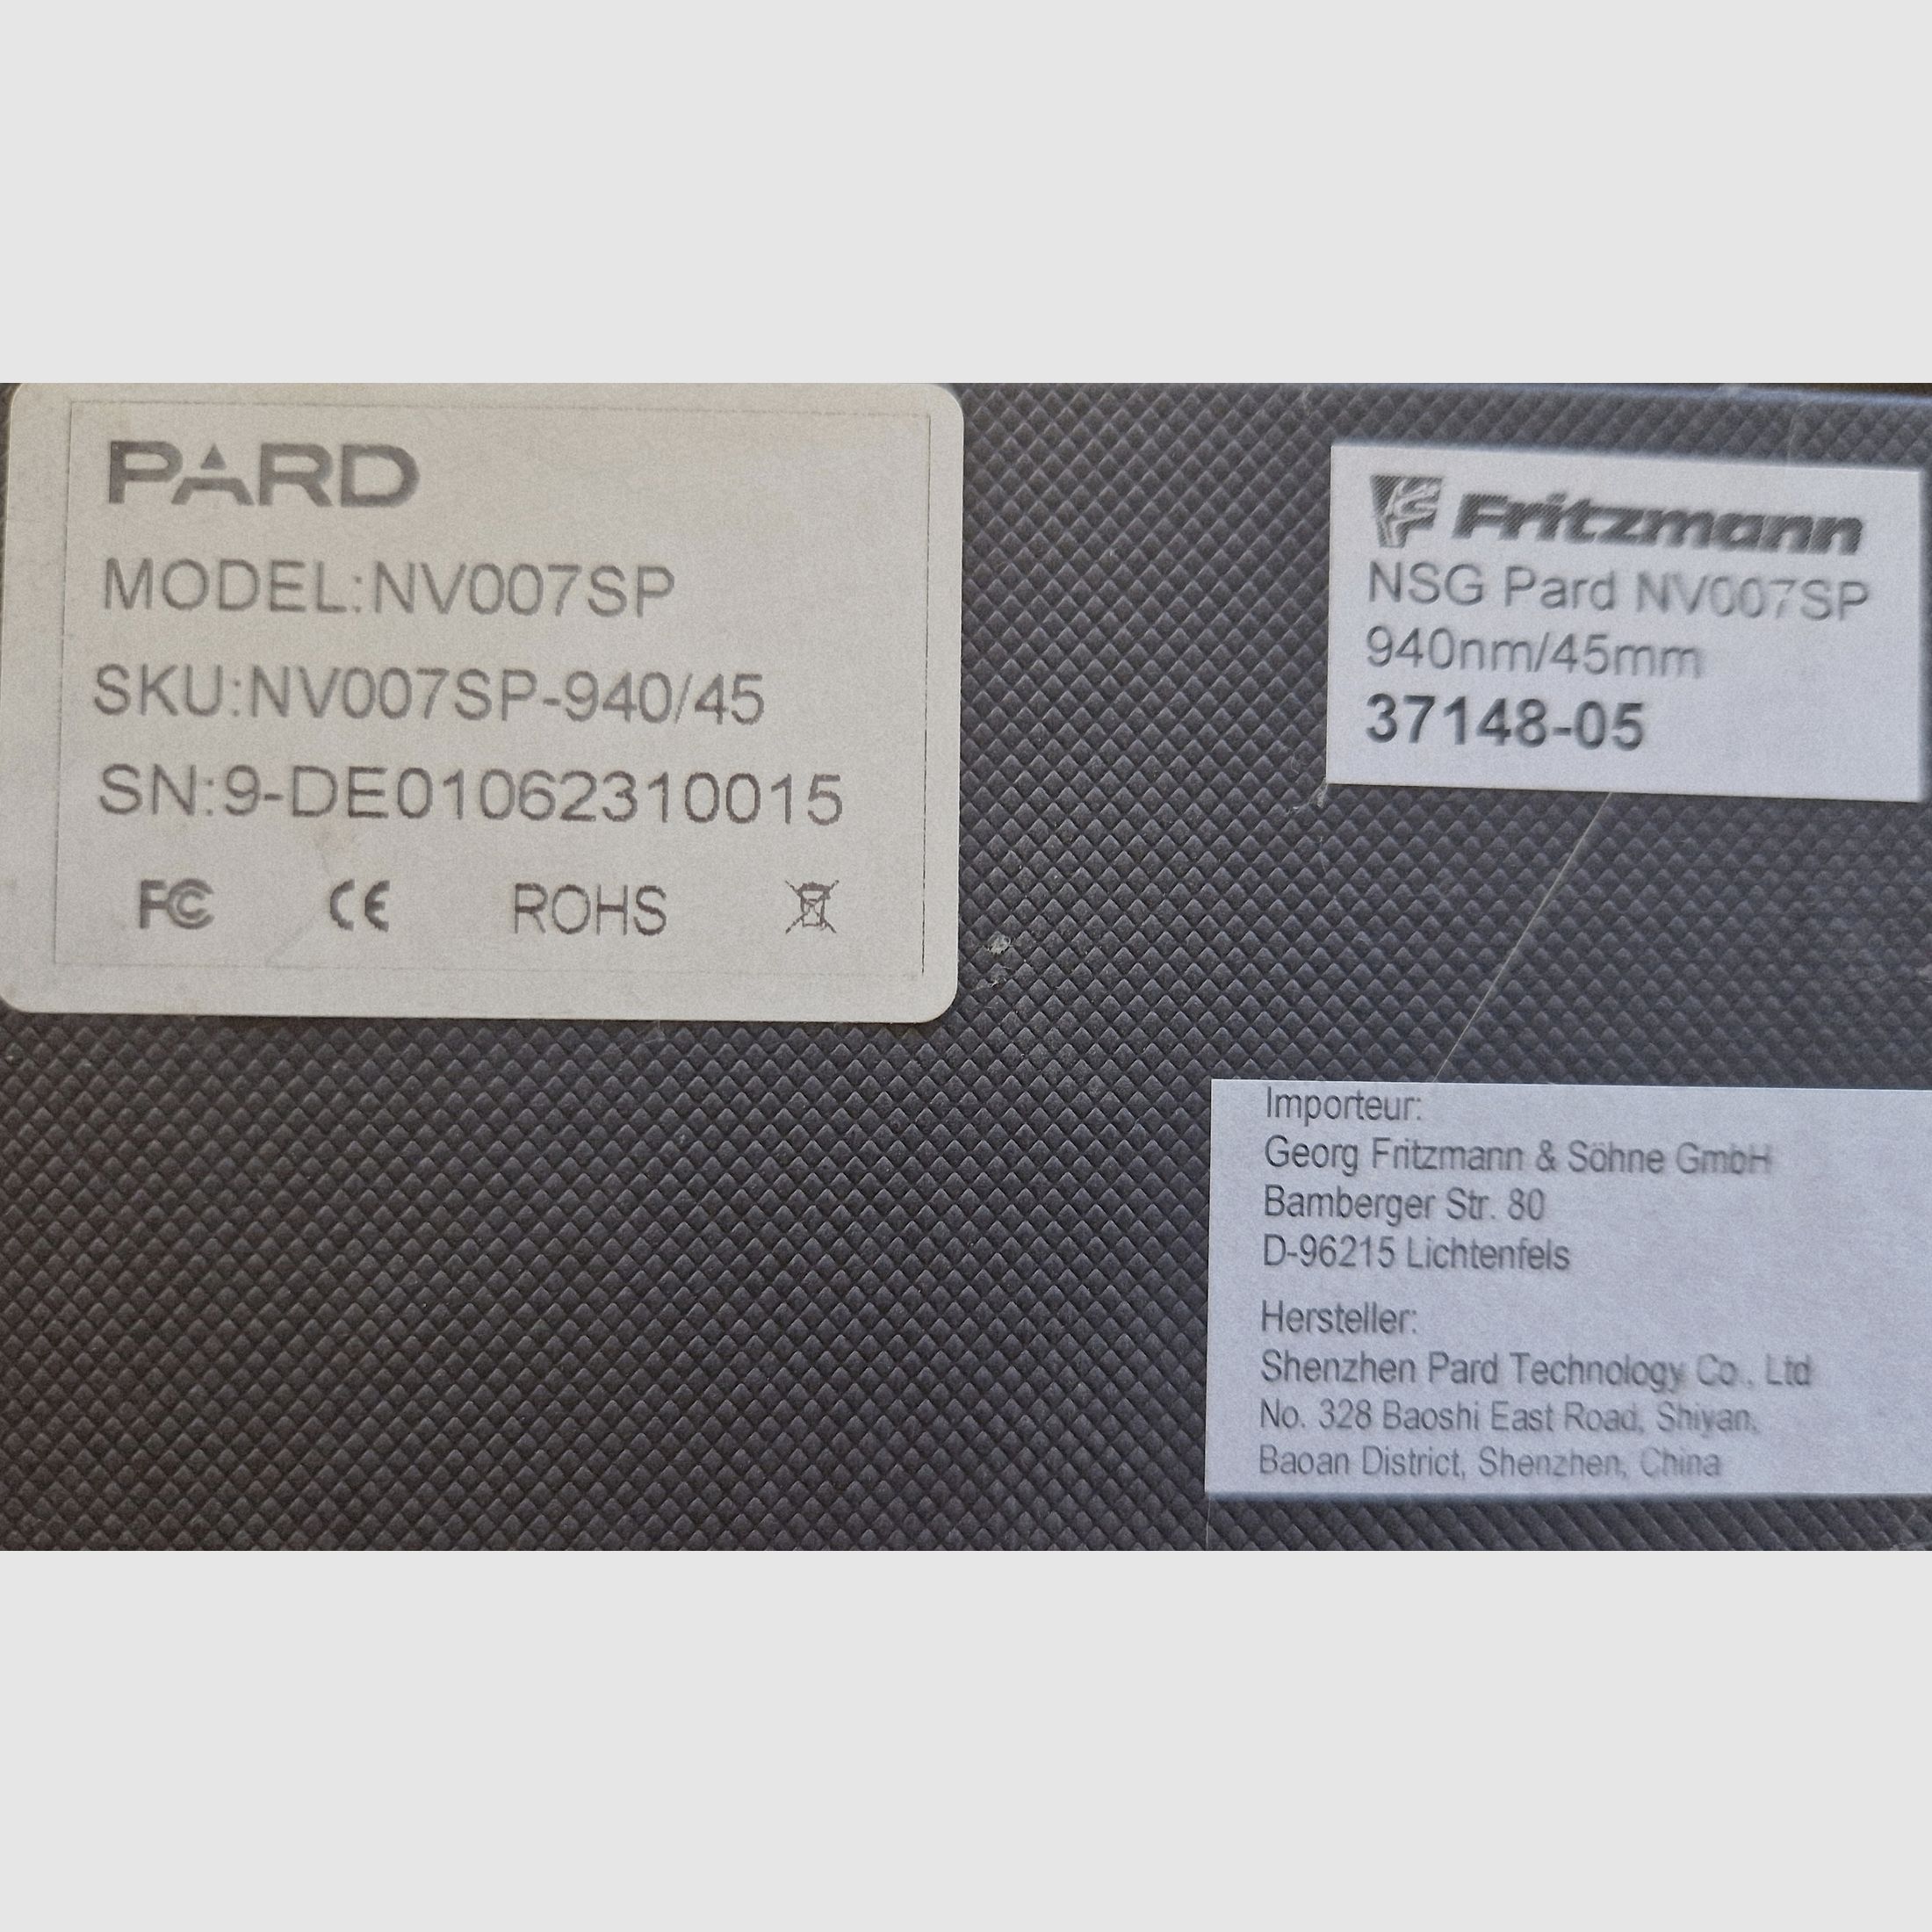 PARD
MODEL:NV007SP
SKU:NV007SP-940/45
SN:9-DE01062310015
FC CE ROHS
Fritzmann
NSG Pard NV007SP
940nm/45mm
37148-05
Importeur:
Georg Fritzmann & Söhne GmbH
Bamberger Str. 80
D-96215 Lichtenfels
Hersteller:
Shenzhen Pard Technology Co., Ltd
No. 328 Baoshi East Road, Shiyan,
Baoan District, Shenzhen, China